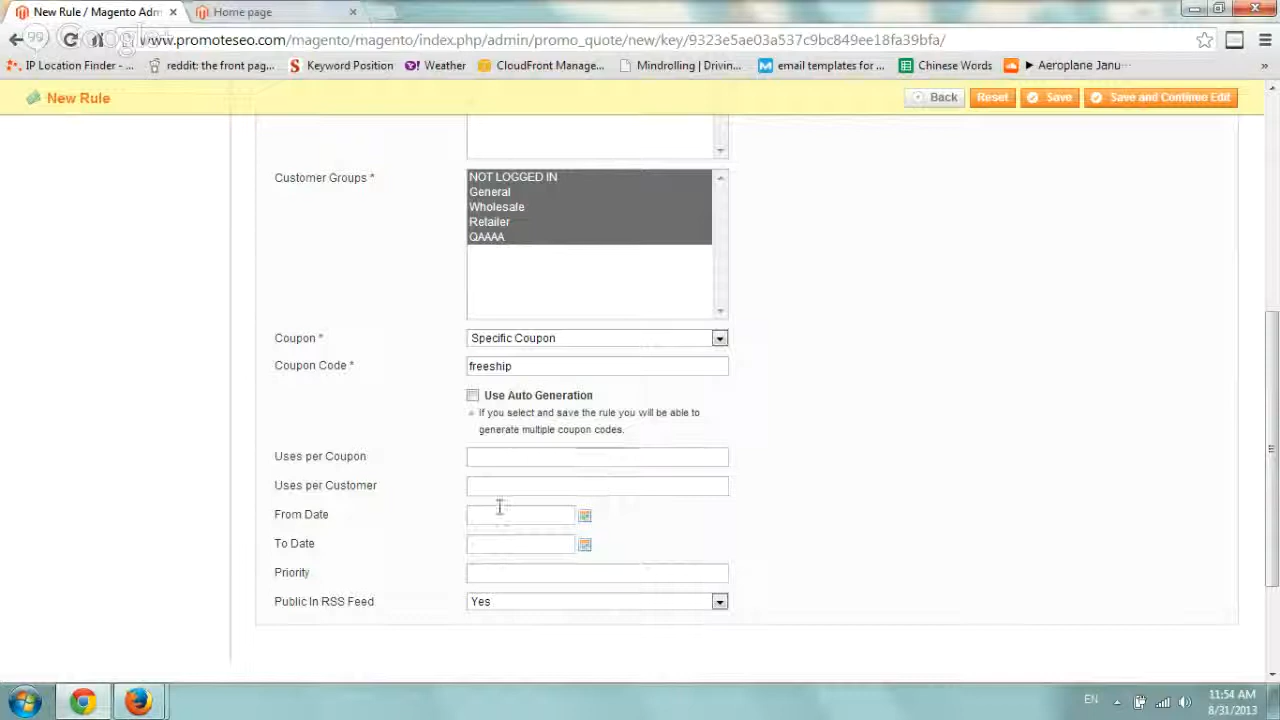 New Rule / Magento Adm
Home page
99
www.promoteseo.com/magento/magento/index.php/admin/promo_quote/new/key/9323e5ae03a537c9bc849ee18fa39bfa/
IP Location Finder - ...
reddit: the front pag...
Keyword Position
Weather
CloudFront Manage...
Mindrolling | Drivin...
email templates for ...
Chinese Words
► Aeroplane Janu...
»
New Rule
Back
Reset
Save
Save and Continue Edit
Customer Groups *
NOT LOGGED IN
General
Wholesale
Retailer
QAAAA
Coupon *
Specific Coupon
Coupon Code *
freeship
Use Auto Generation
If you select and save the rule you will be able to
generate multiple coupon codes.
Uses per Coupon
Uses per Customer
From Date
To Date
Priority
Public In RSS Feed
Yes
EN
11:54 AM
8/31/2013